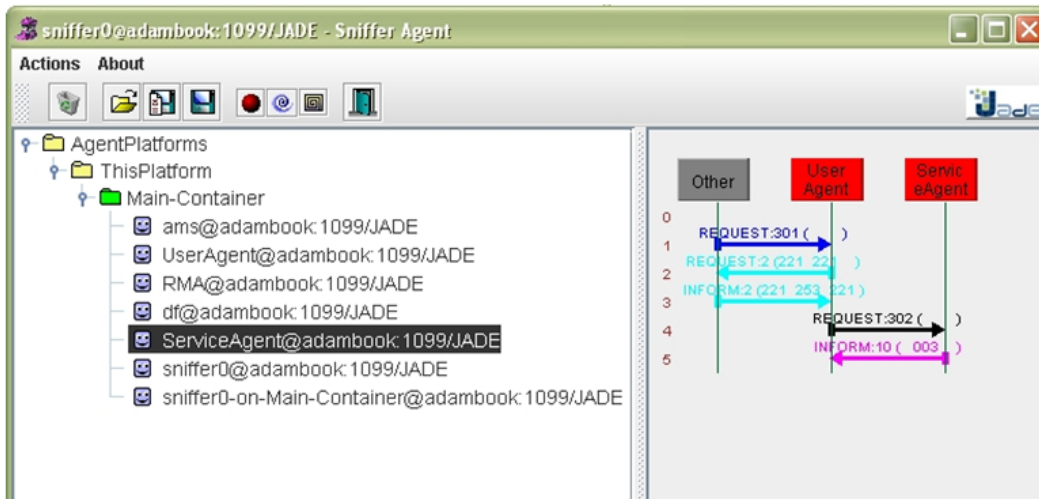 sniffer0@adambook:1099/JADE - Sniffer Agent
Actions About
Jade
AgentPlatforms
ThisPlatform
Main-Container
ams@adambook:1099/JADE
UserAgent@adambook:1099/JADE
RMA@adambook:1099/JADE
df@adambook:1099/JADE
ServiceAgent@adambook:1099/JADE
sniffer0@adambook:1099/JADE
sniffer0-on-Main-Container@adambook:1099/JADE
Other
User
Agent
Servic
eAgent
0
REQUEST:301 ( )
1
REQUEST:2 (221 221 )
2
INFORM:2 (221 253 221 )
3
REQUEST:302 ( )
4
INFORM:10 ( 003 )
5